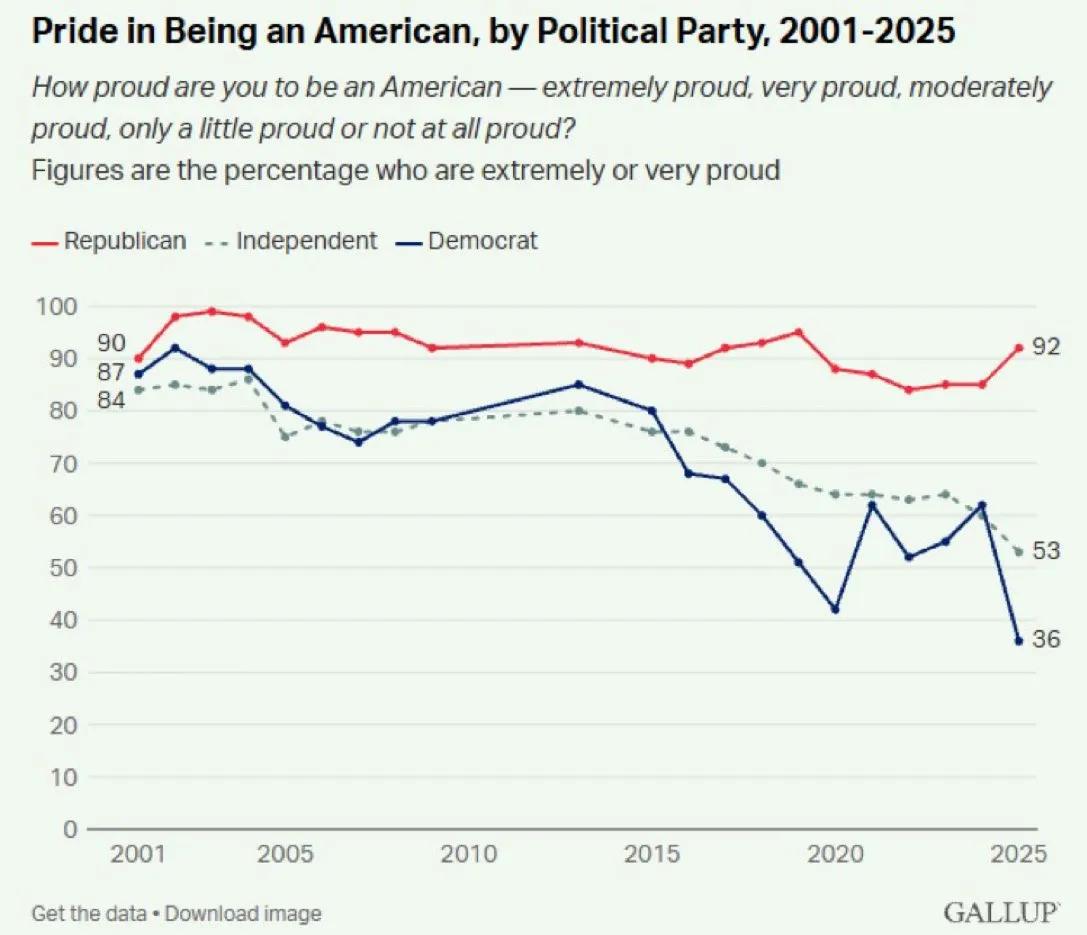 Pride in Being an American, by Political Party, 2001-2025
How proud are you to be an American — extremely proud, very proud, moderately
proud, only a little proud or not at all proud?
Figures are the percentage who are extremely or very proud
Republican Independent Democrat
100
90
80
70
60
50
40
30
20
10
0
90
87
84
92
53
36
2001 2005 2010 2015 2020 2025
Get the data • Download image
GALLUP